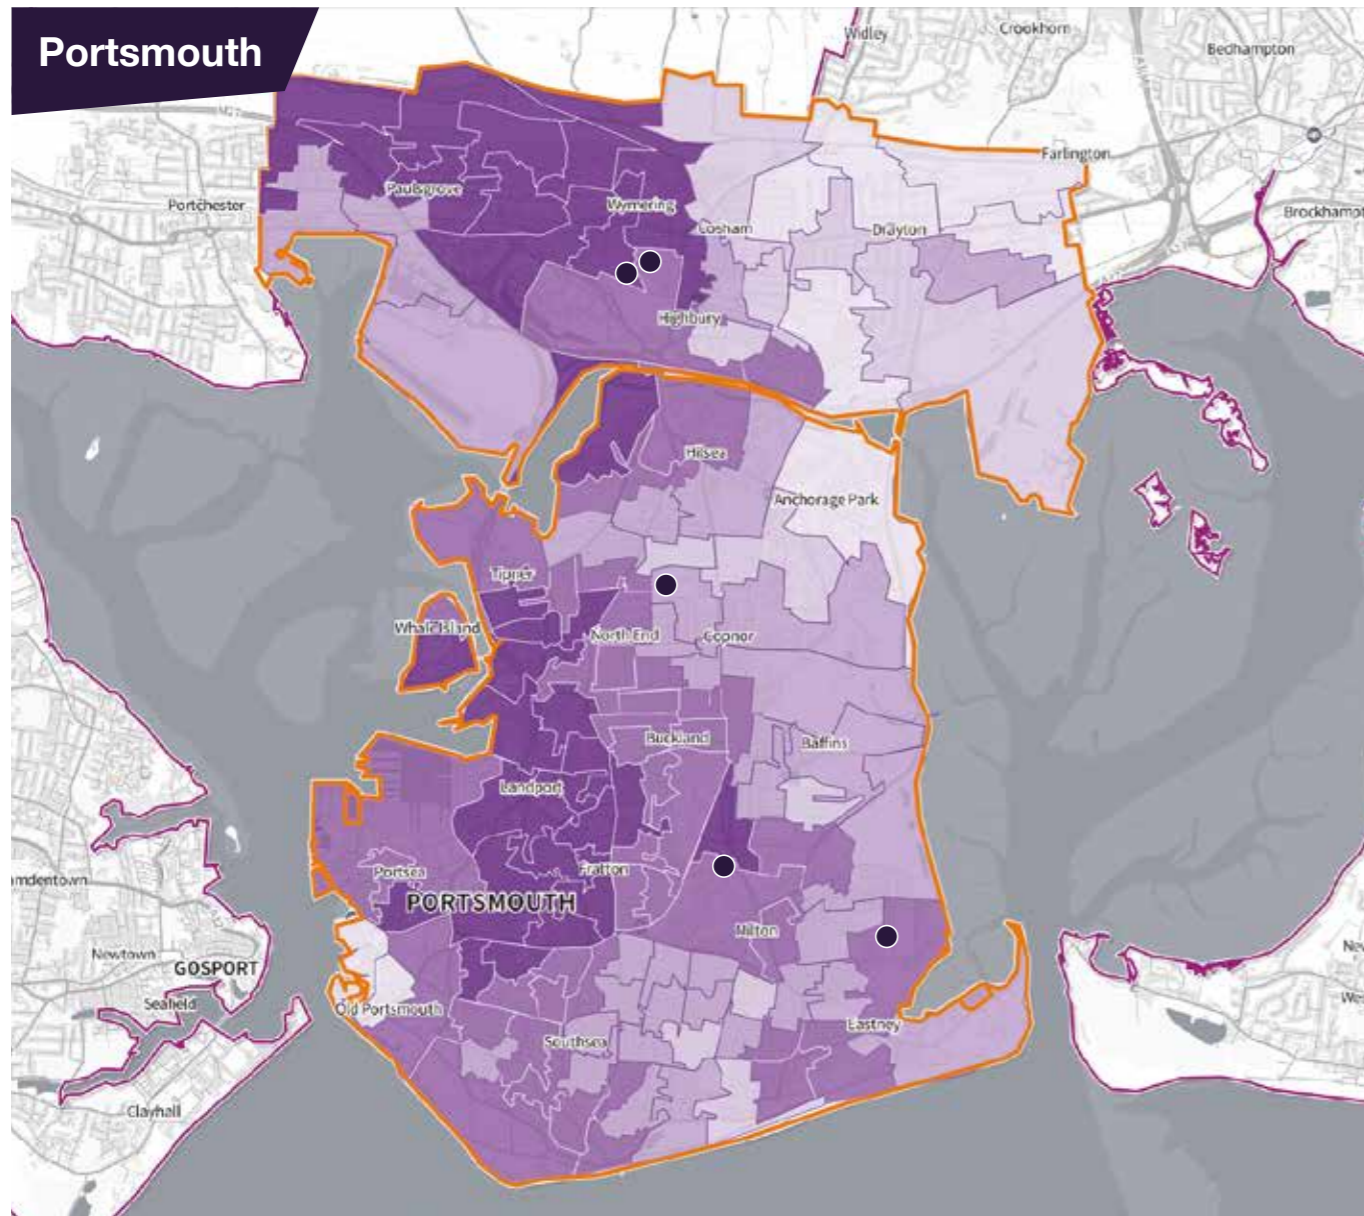 Portsmouth
Widley
Crookhorn
Bedhampton
Farlington
Paulsgrove
Portchester
Wymering
Brockhampt
Cosham
Drayton
Highbury
Hilsea
Anchorage Park
Tipner
Whale Island
North End
Copnor
Buckland
Baffins
Landport
Portsea
Fratton
amdentown
PORTSMOUTH
Milton
Newtown
GOSPORT
Seafield
Old Portsmouth
Eastney
Southsea
Clayhall